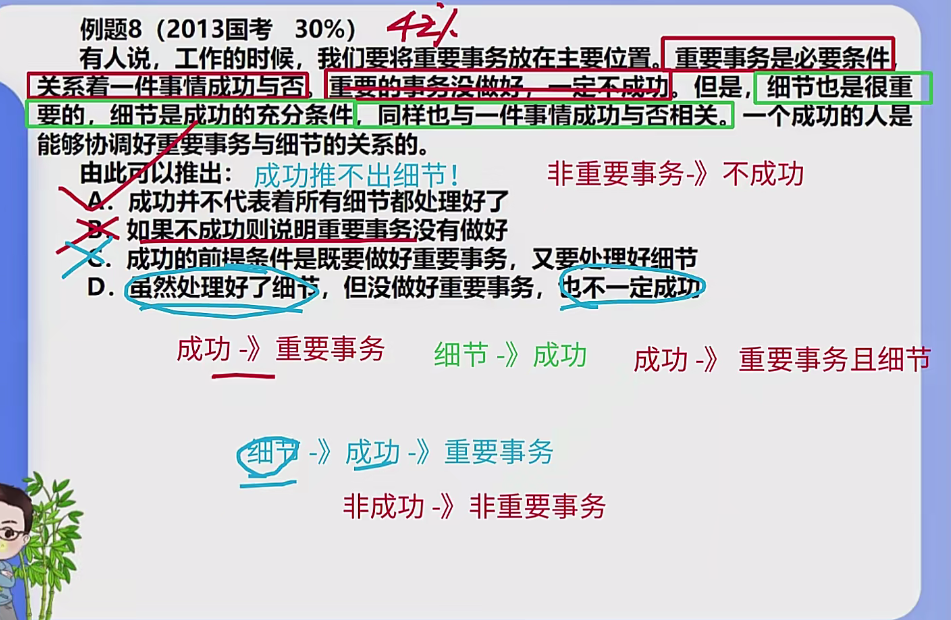 例题8（2013国考 30%） 42%
有人说，工作的时候，我们要将重要事务放在主要位置。重要事务是必要条件，
关系着一件事情成功与否。重要的事务没做好，一定不成功。但是，细节也是很重
要的，细节是成功的充分条件，同样也与一件事情成功与否相关。一个成功的人是
能够协调好重要事务与细节的关系的。
由此可以推出： 成功推不出细节！ 非重要事务-》不成功
A. 成功并不代表着所有细节都处理好了
B. 如果不成功则说明重要事务没有做好
C. 成功的前提条件是既要做好重要事务，又要处理好细节
D. 虽然处理好了细节，但没做好重要事务，也不一定成功
成功 -》重要事务 细节 -》成功 成功 -》 重要事务且细节
细节 -》成功 -》重要事务
非成功 -》非重要事务